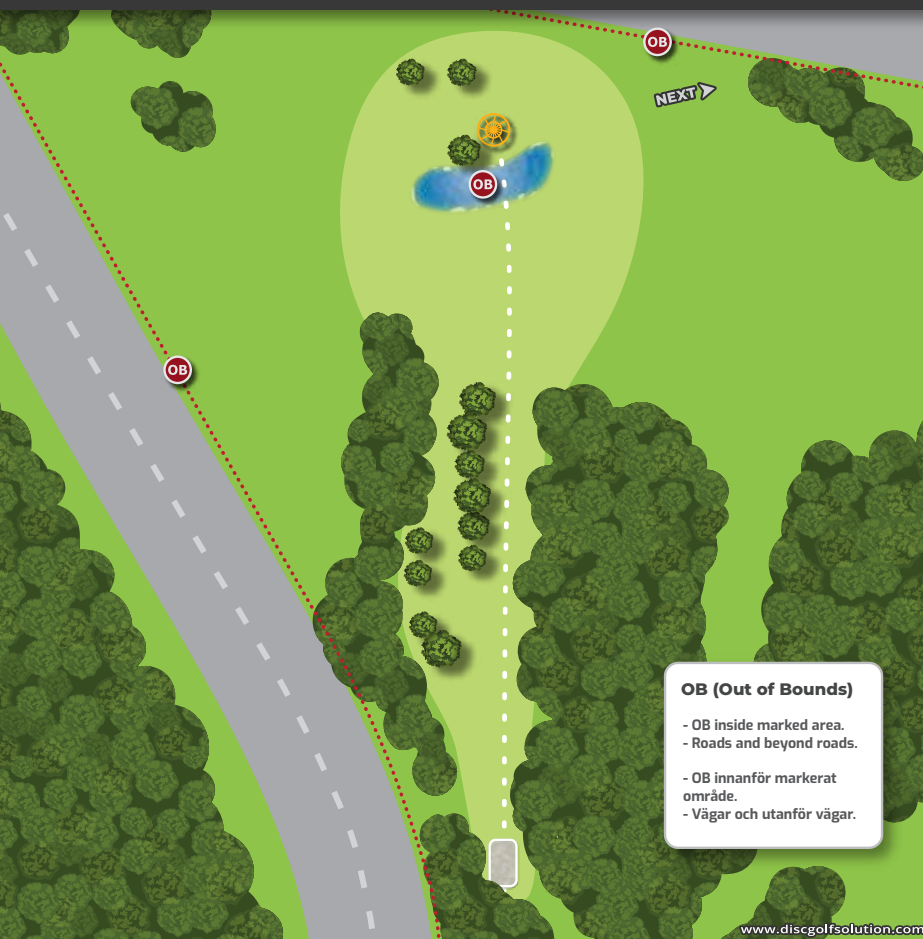 OB
NEXT
OB
OB
OB (Out of Bounds)
- OB inside marked area.
- Roads and beyond roads.
- OB innanför markerat
område.
- Vägar och utanför vägar.
www.discgolfsolution.com